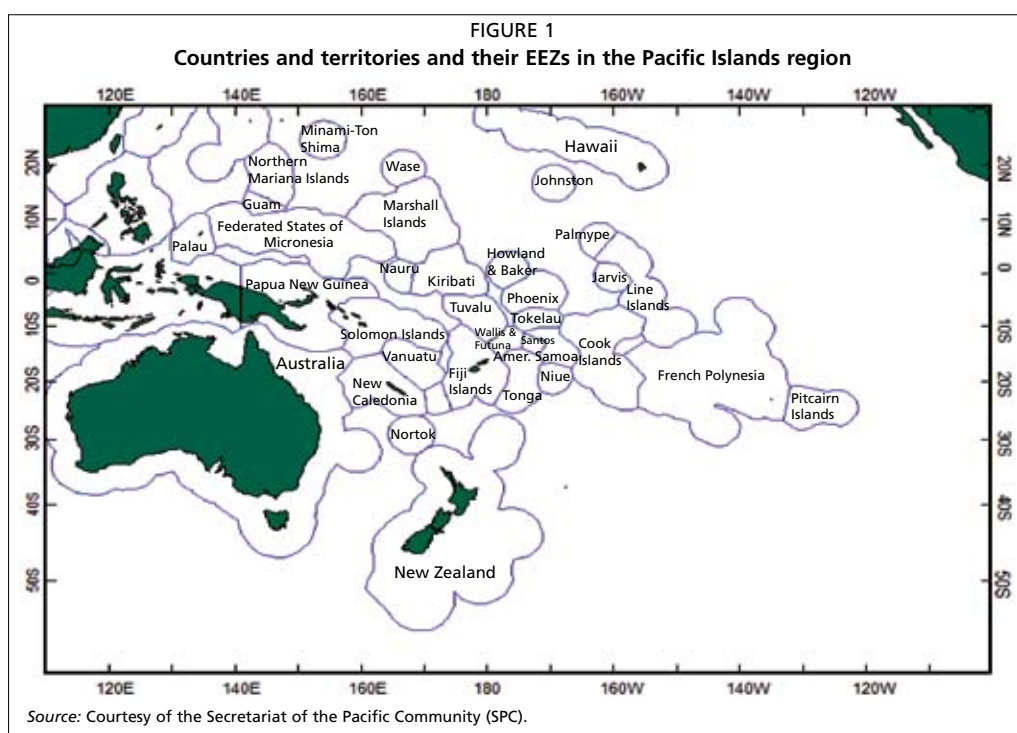 FIGURE 1
Countries and territories and their EEZs in the Pacific Islands region
120E 140E 160E 180 160W 140W 120W
Minami-Ton
Shima
Hawaii
20N
20N
Northern
Mariana Islands
Wase
Johnston
Guam
Marshall
Islands
10N
10N
Federated States of
Micronesia
Palau
Palmype
Howland
& Baker
Nauru
Kiribati
Jarvis
0
0
Papua New Guinea
Phoenix
Line
Islands
Tuvalu
Tokelau
10S
10S
Solomon Islands
Wallis &
Futuna
Santos
Cook
Islands
Vanuatu
Amer. Samoa
Australia
Fiji
Islands
Niue
French Polynesia
20S
20S
New
Caledonia
Tonga
Pitcairn
Islands
Nortok
30S
30S
40S
40S
New Zealand
50S
50S
120E 140E 160E 180 160W 140W 120W
Source: Courtesy of the Secretariat of the Pacific Community (SPC).